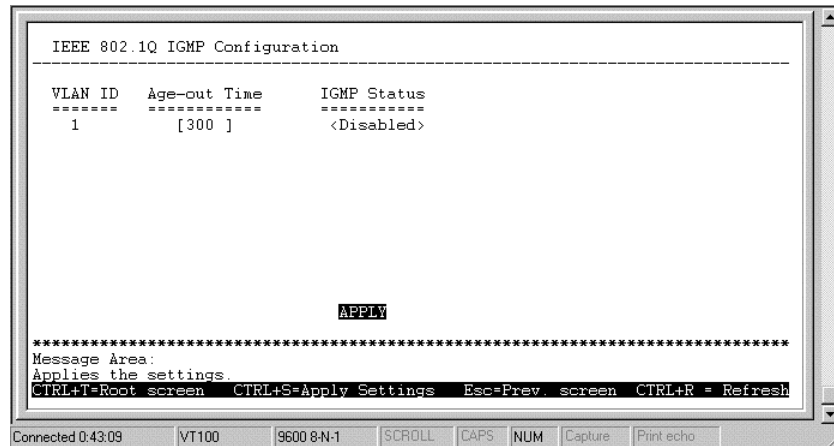 IEEE 802.1Q IGMP Configuration
VLAN ID Age-out Time IGMP Status
======= ============ ===========
1 [300 ] <Disabled>
APPLY
*******************************************************************************
Message Area:
Applies the settings.
CTRL+T=Root screen CTRL+S=Apply Settings Esc=Prev. screen CTRL+R = Refresh
Connected 0:43:09 VT100 9600 8-N-1 SCROLL CAPS NUM Capture Print echo